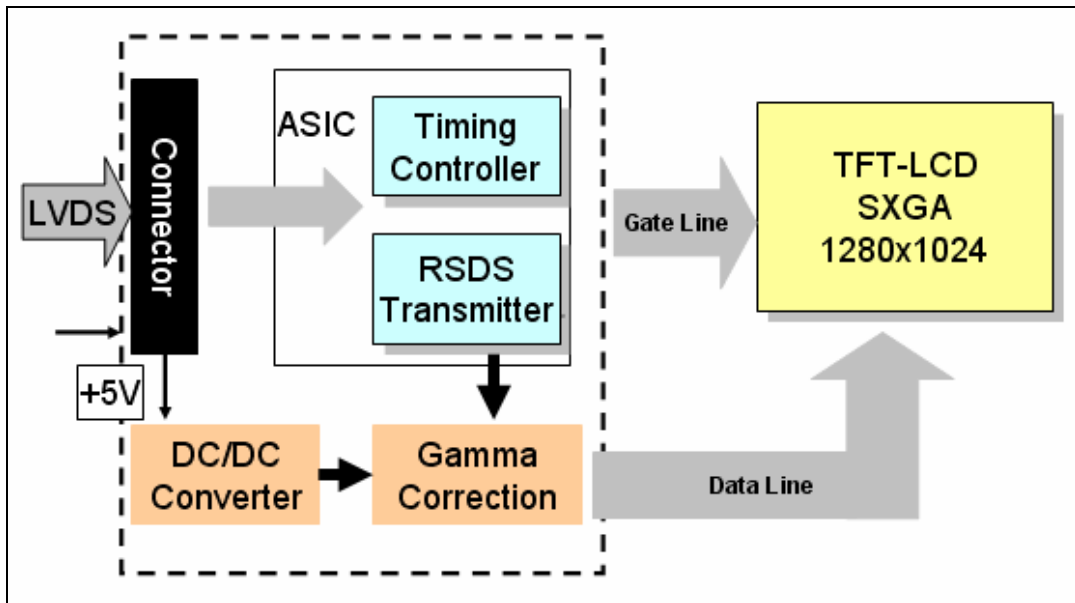 LVDS
Connector
+5V
ASIC
Timing
Controller
RSDS
Transmitter
DC/DC
Converter
Gamma
Correction
Gate Line
Data Line
TFT-LCD
SXGA
1280x1024